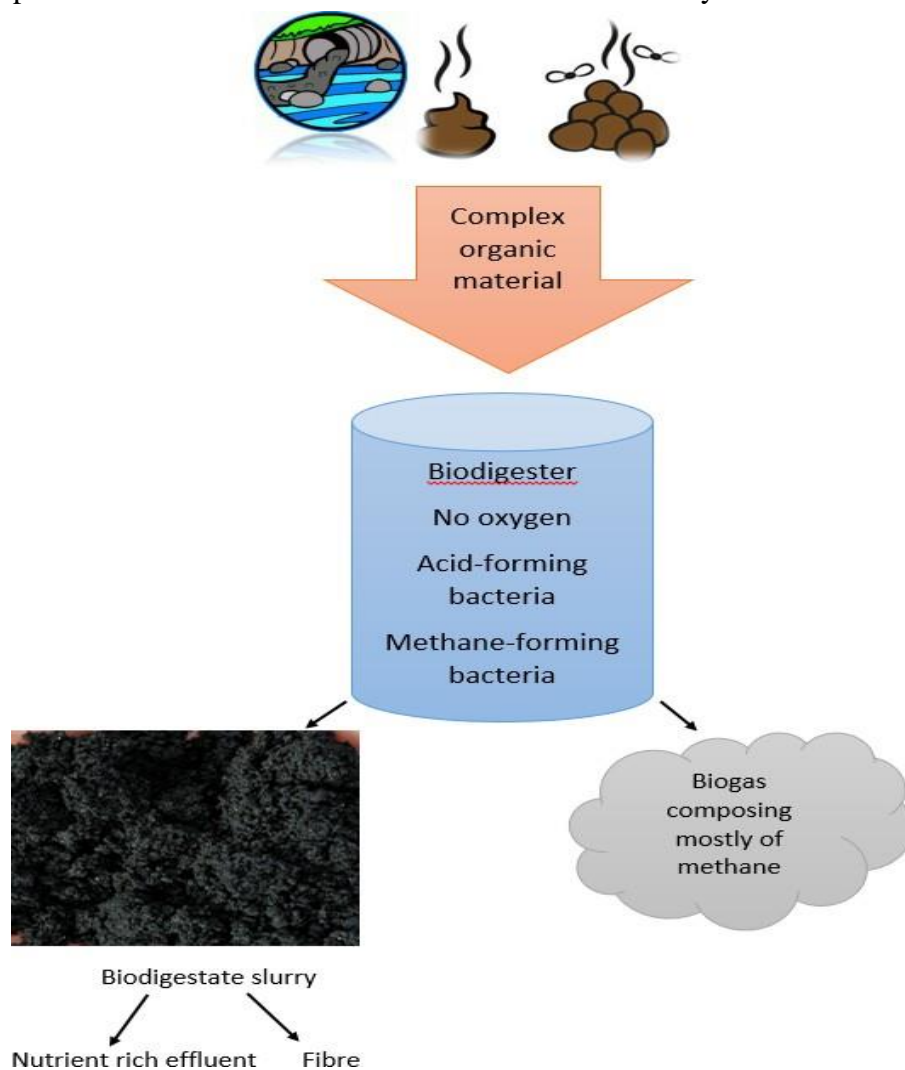 Complex
organic
material
Biodigester
No oxygen
Acid-forming
bacteria
Methane-forming
bacteria
Biogas
composing
mostly of
methane
Biodigestate slurry
Nutrient rich effluent
Fibre